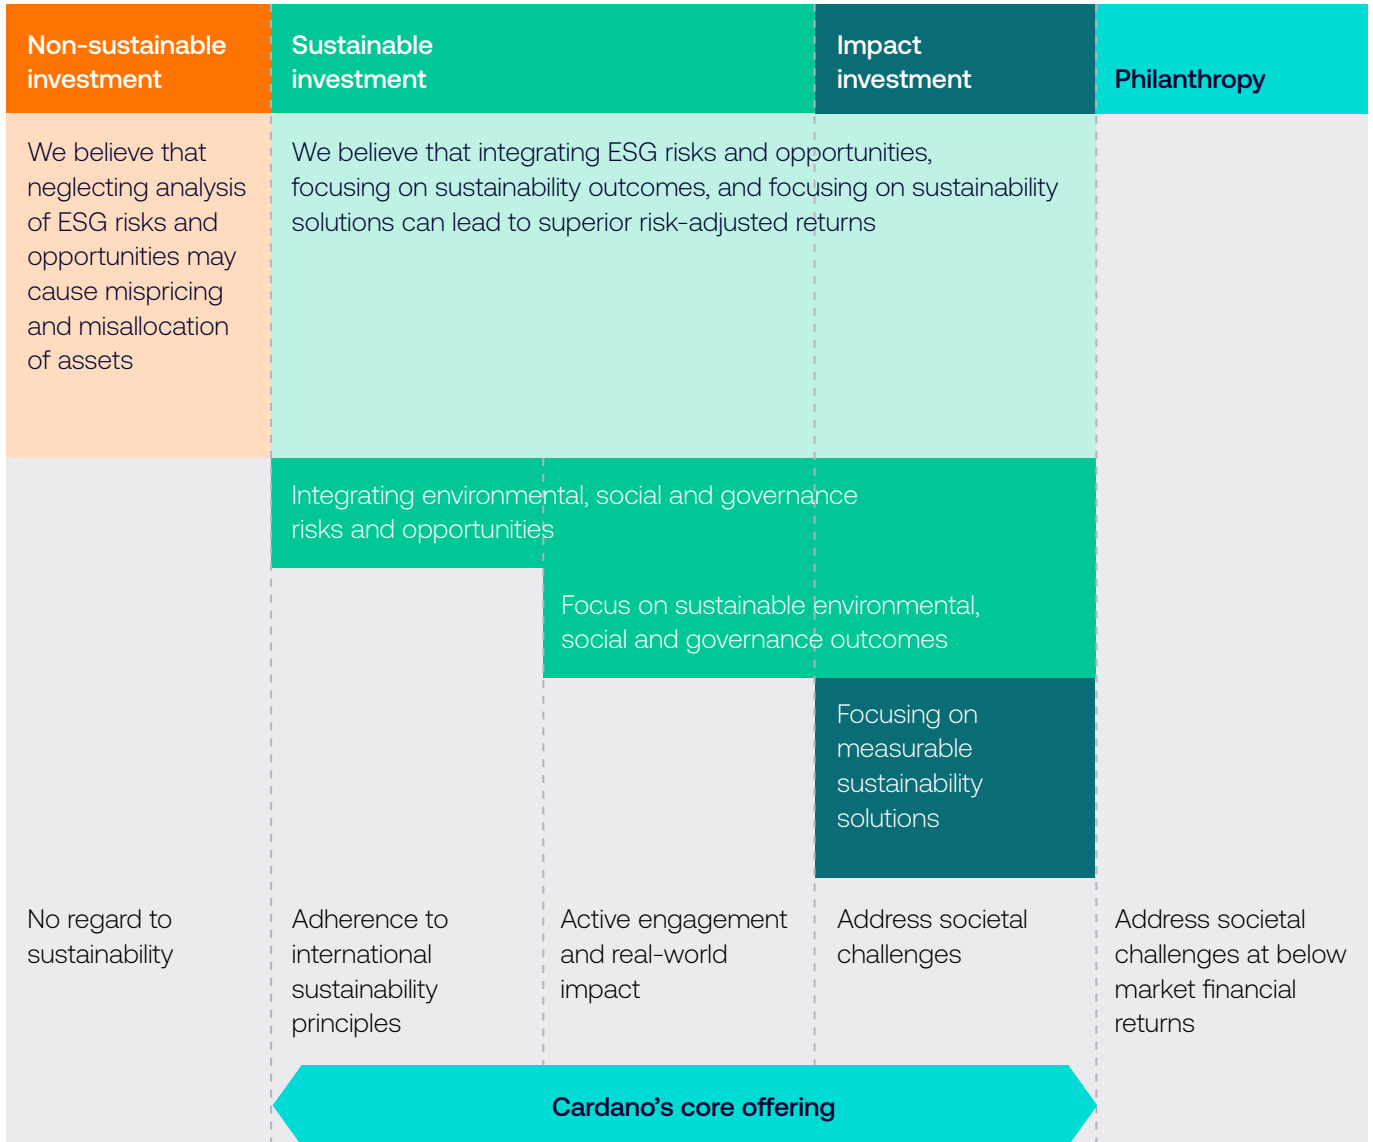 Non-sustainable
investment
Sustainable
investment
Impact
investment
Philanthropy
We believe that
neglecting analysis
of ESG risks and
opportunities may
cause mispricing
and misallocation
of assets
We believe that integrating ESG risks and opportunities,
focusing on sustainability outcomes, and focusing on sustainability
solutions can lead to superior risk-adjusted returns
Integrating environmental, social and governance
risks and opportunities
Focus on sustainable environmental,
social and governance outcomes
Focusing on
measurable
sustainability
solutions
No regard to
sustainability
Adherence to
international
sustainability
principles
Active engagement
and real-world
impact
Address societal
challenges
Address societal
challenges at below
market financial
returns
Cardano’s core offering